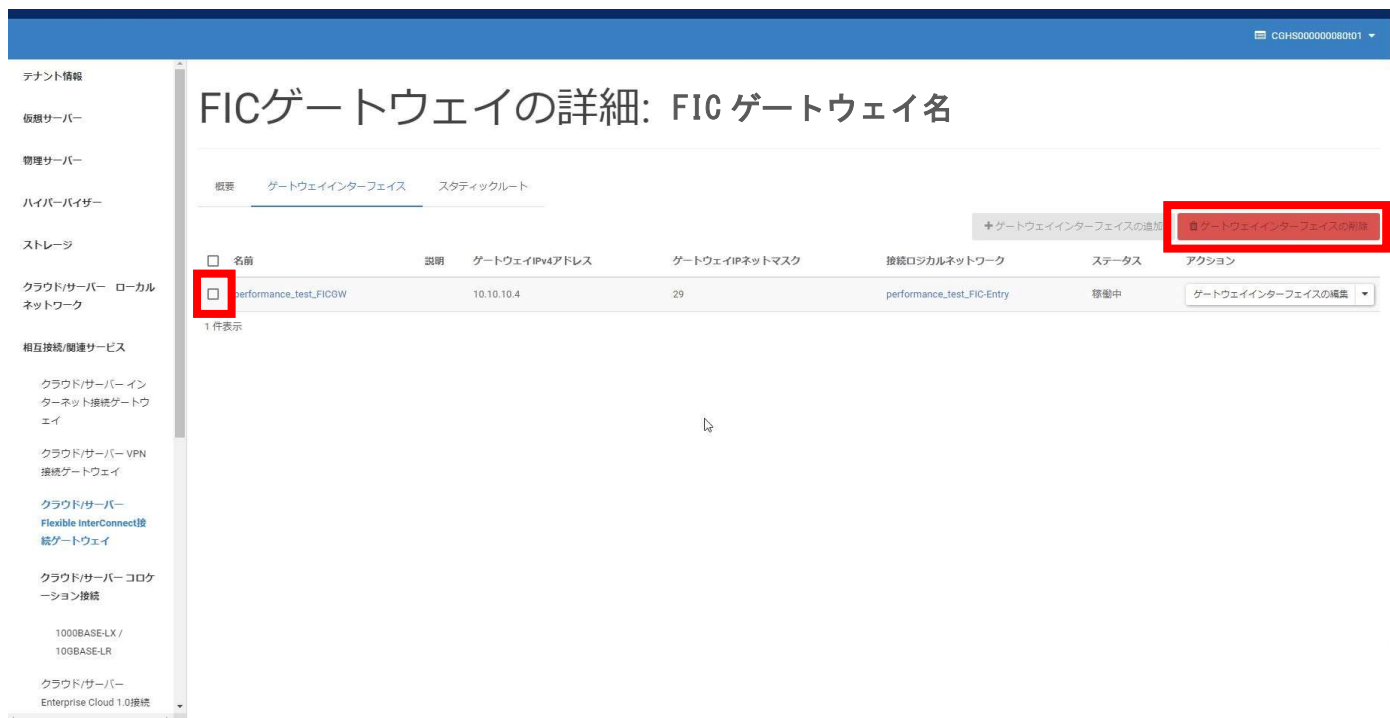 CGHS000000080t01
テナント情報
仮想サーバー
物理サーバー
ハイパーバイザー
ストレージ
クラウド/サーバー ローカル
ネットワーク
相互接続/関連サービス
クラウド/サーバー イン
ターネット接続ゲートウ
ェイ
クラウド/サーバー VPN
接続ゲートウェイ
クラウド/サーバー
Flexible InterConnect接
続ゲートウェイ
クラウド/サーバー コロケ
ーション接続
1000BASE-LX /
10GBASE-LR
クラウド/サーバー
Enterprise Cloud 1.0接続
FICゲートウェイの詳細: FIC ゲートウェイ名
概要 ゲートウェイインターフェイス スタティックルート
+ゲートウェイインターフェイスの追加 ゲートウェイインターフェイスの削除
名前 説明 ゲートウェイIPv4アドレス ゲートウェイIPネットマスク 接続ロジカルネットワーク ステータス アクション
performance_test_FICGW 10.10.10.4 29 performance_test_FIC-Entry 稼働中 ゲートウェイインターフェイスの編集
1 件表示